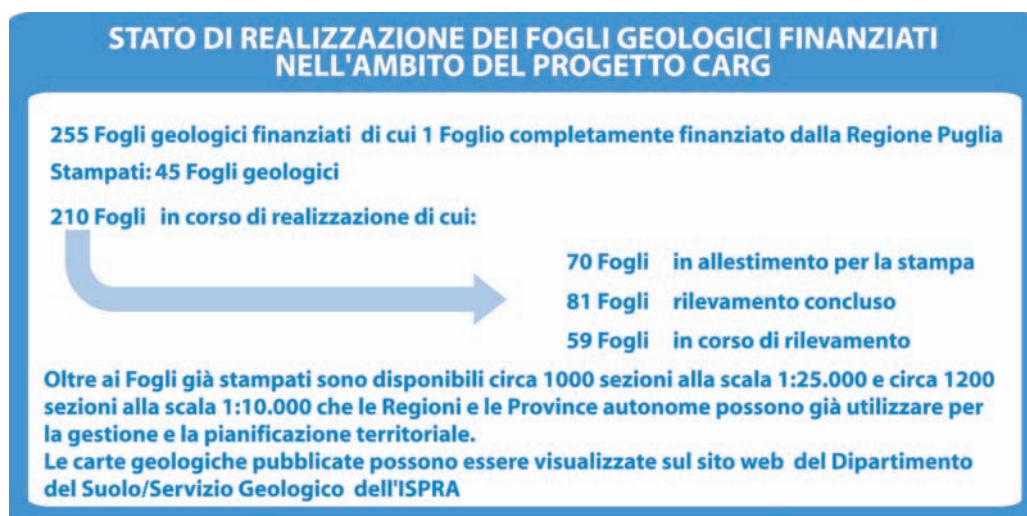 STATO DI REALIZZAZIONE DEI FOGLI GEOLOGICI FINANZIATI
NELL'AMBITO DEL PROGETTO CARG
255 Fogli geologici finanziati di cui 1 Foglio completamente finanziato dalla Regione Puglia
Stampati: 45 Fogli geologici
210 Fogli in corso di realizzazione di cui:
70 Fogli in allestimento per la stampa
81 Fogli rilevamento concluso
59 Fogli in corso di rilevamento
Oltre ai Fogli già stampati sono disponibili circa 1000 sezioni alla scala 1:25.000 e circa 1200
sezioni alla scala 1:10.000 che le Regioni e le Province autonome possono già utilizzare per
la gestione e la pianificazione territoriale.
Le carte geologiche pubblicate possono essere visualizzate sul sito web del Dipartimento
del Suolo/Servizio Geologico dell'ISPRA